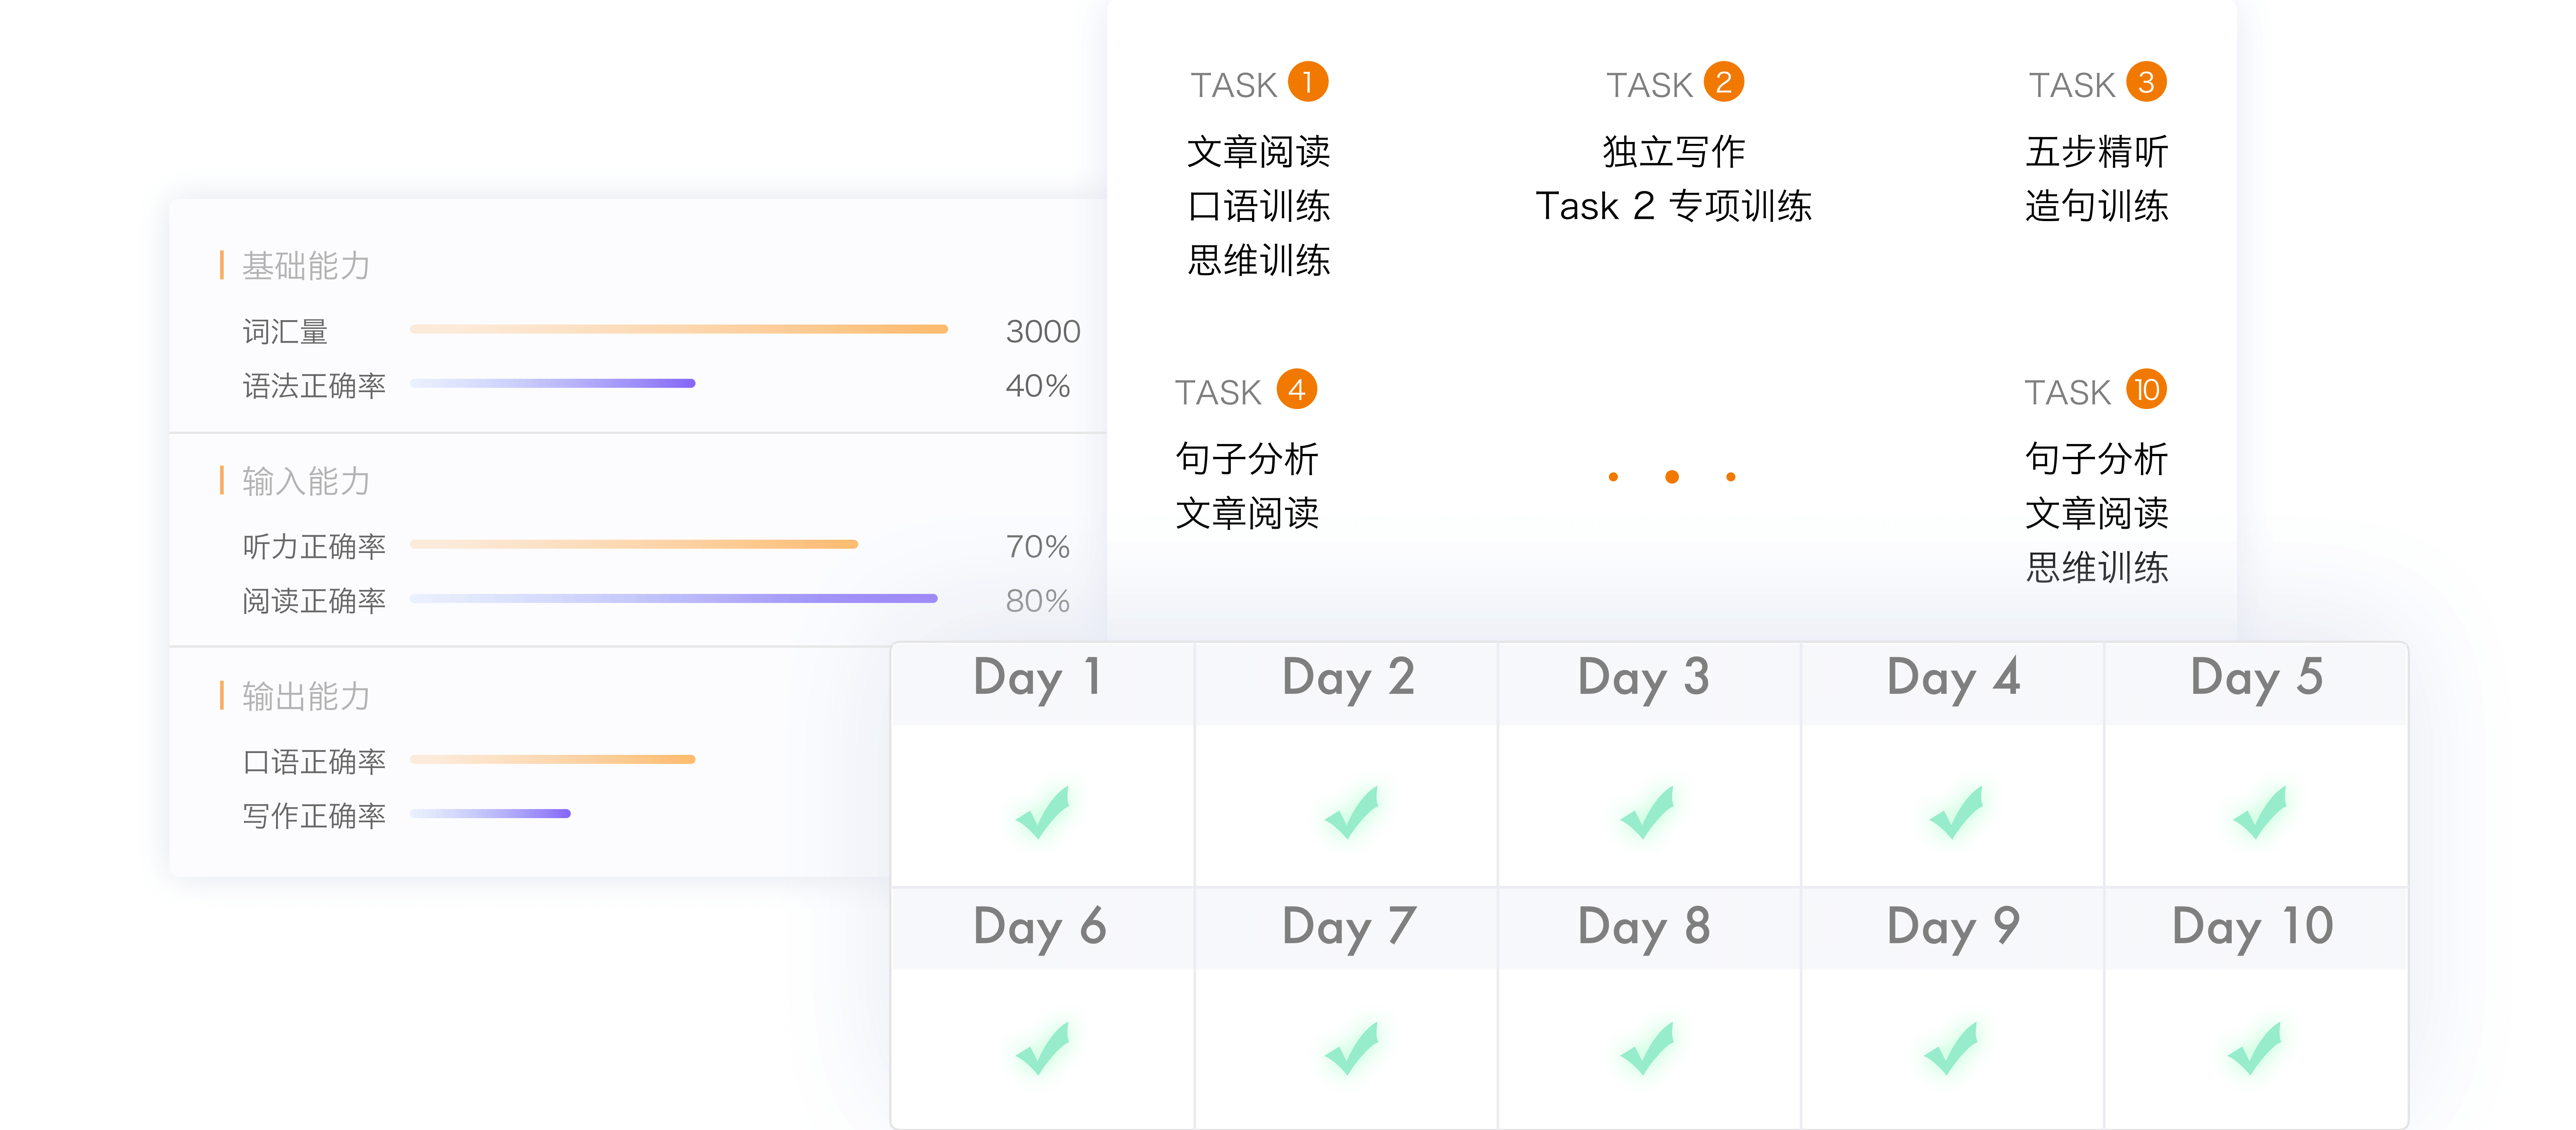 基础能力
词汇量 3000
语法正确率 40%
输入能力
听力正确率 70%
阅读正确率 80%
输出能力
口语正确率
写作正确率
TASK 1
文章阅读
口语训练
思维训练
TASK 2
独立写作
Task 2 专项训练
TASK 3
五步精听
造句训练
TASK 4
句子分析
文章阅读
TASK 10
句子分析
文章阅读
思维训练
Day 1 Day 2 Day 3 Day 4 Day 5
Day 6 Day 7 Day 8 Day 9 Day 10